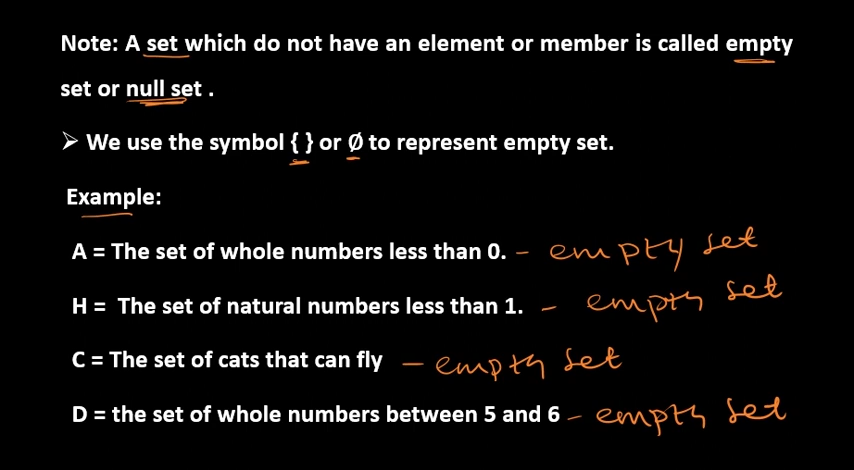 Note: A set which do not have an element or member is called empty
set or null set .
➢ We use the symbol { } or Ø to represent empty set.
Example:
A = The set of whole numbers less than 0. - empty set
H = The set of natural numbers less than 1. - empty set
C = The set of cats that can fly - empty set
D = the set of whole numbers between 5 and 6 - empty set